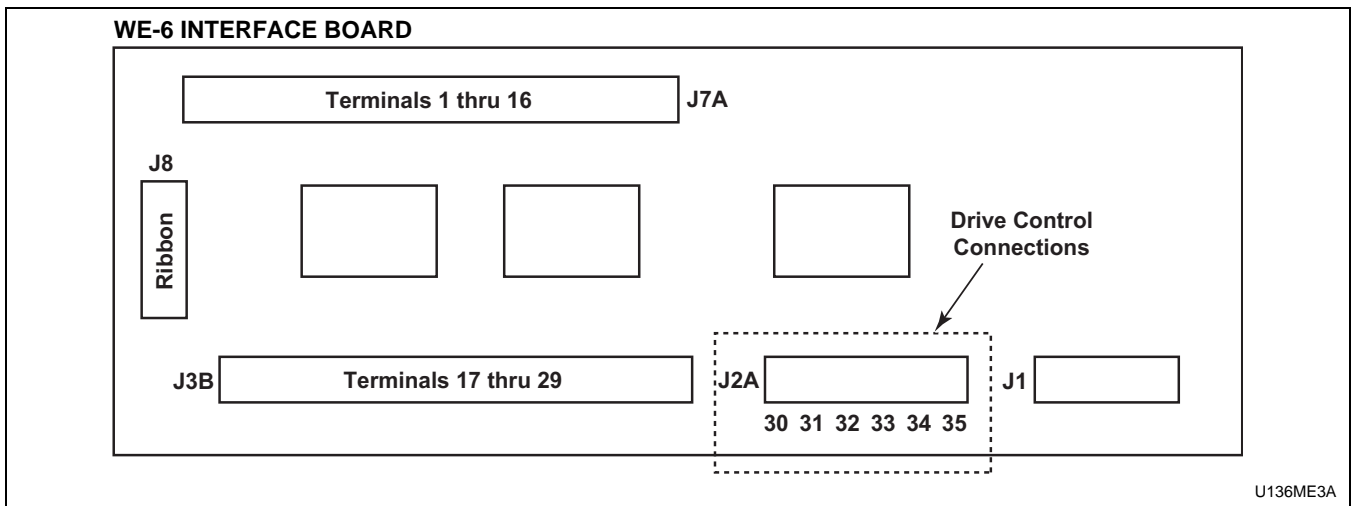 WE-6 INTERFACE BOARD
Terminals 1 thru 16
J7A
J8
Ribbon
Drive Control
Connections
J3B
Terminals 17 thru 29
J2A
J1
30 31 32 33 34 35
U136ME3A